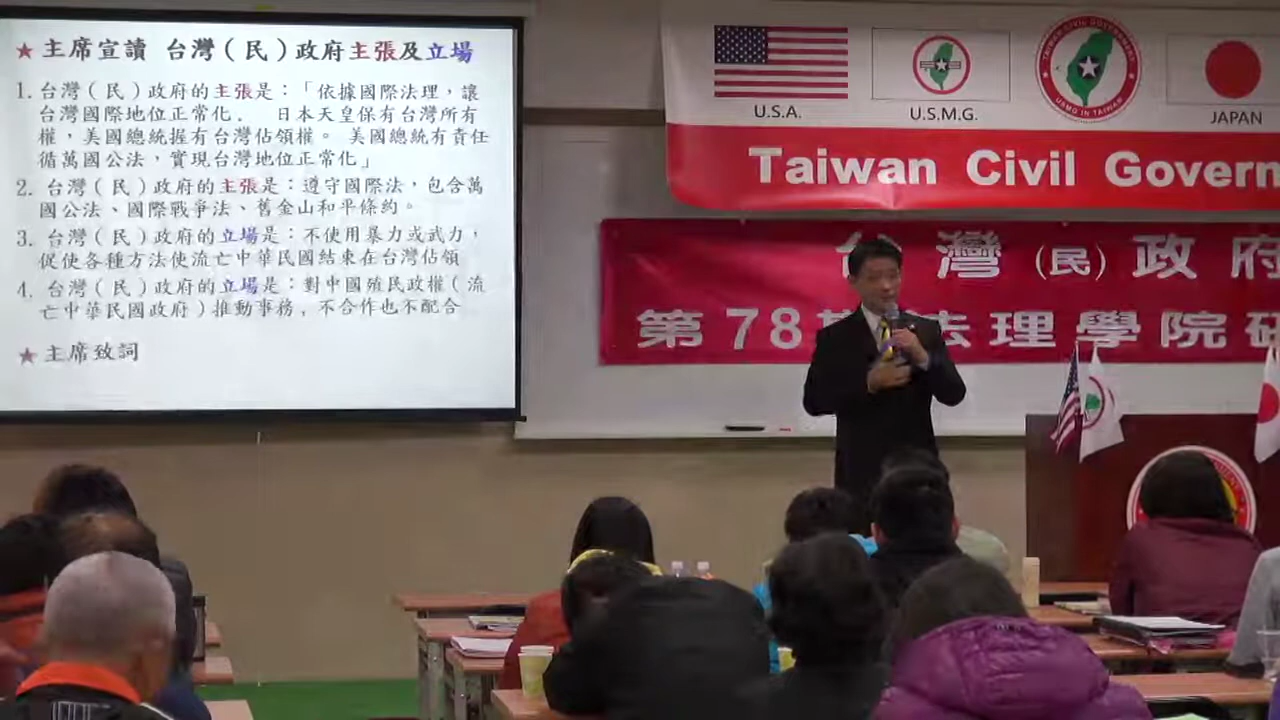 ★ 主席宣讀 台灣（民）政府主張及立場
1. 台灣（民）政府的主張是：「依據國際法理，讓
台灣國際地位正常化. 日本天皇保有台灣所有
權，美國總統握有台灣佔領權。 美國總統有責任
循萬國公法，實現台灣地位正常化」
2. 台灣（民）政府的主張是：遵守國際法，包含萬
國公法、國際戰爭法、舊金山和平條約。
3. 台灣（民）政府的立場是：不使用暴力或武力，
促使各種方法使流亡中華民國結束在台灣佔領
4. 台灣（民）政府的立場是：對中國殖民政權（流
亡中華民國政府）推動事務, 不合作也不配合
★ 主席致詞
U.S.A.
U.S.M.G.
TAIWAN CIVIL GOVERNMENT
USMG IN TAIWAN
JAPAN
Taiwan Civil Govern
台灣(民)政府
第78期法理學院研